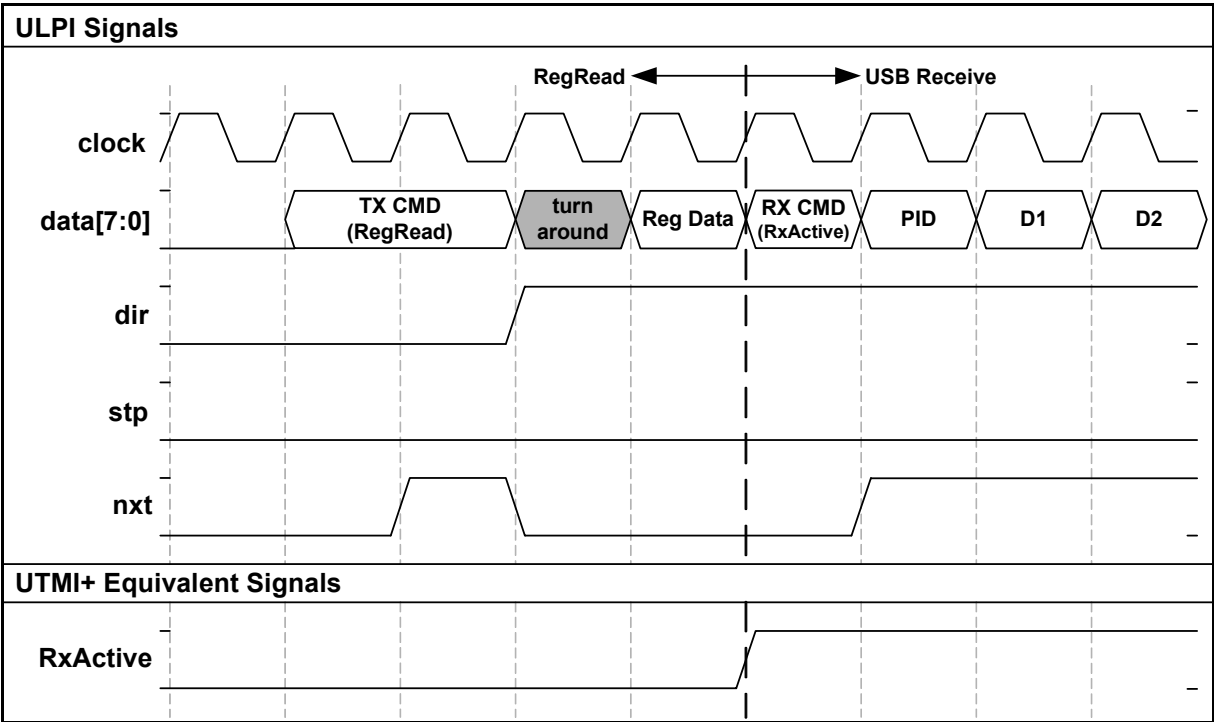 ULPI Signals
RegRead
USB Receive
clock
data[7:0]
TX CMD
(RegRead)
turn
around
Reg Data
RX CMD
(RxActive)
PID
D1
D2
dir
stp
nxt
UTMI+ Equivalent Signals
RxActive